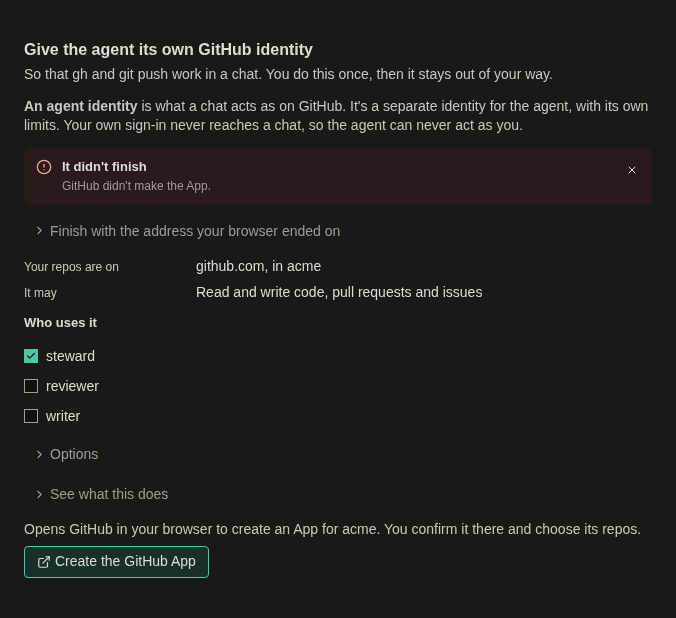 Give the agent its own GitHub identity
So that gh and git push work in a chat. You do this once, then it stays out of your way.
An agent identity is what a chat acts as on GitHub. It's a separate identity for the agent, with its own
limits. Your own sign-in never reaches a chat, so the agent can never act as you.
It didn't finish
GitHub didn't make the App.
Finish with the address your browser ended on
Your repos are on github.com, in acme
It may Read and write code, pull requests and issues
Who uses it
steward
reviewer
writer
Options
See what this does
Opens GitHub in your browser to create an App for acme. You confirm it there and choose its repos.
Create the GitHub App